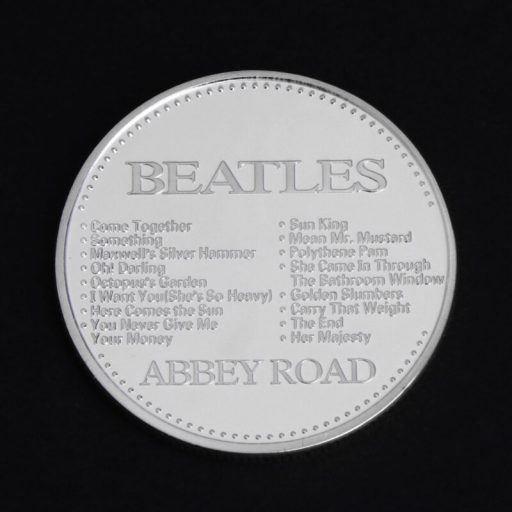 BEATLES
• Come Together
• Something
• Maxwell's Silver Hammer
• Oh! Darling
• Octopus's Garden
• I Want You(She's So Heavy)
• Here Comes the Sun
• You Never Give Me
Your Money
• Sun King
• Mean Mr. Mustard
• Polythene Pam
• She Came In Through
The Bathroom Window
• Golden Slumbers
• Carry That Weight
• The End
• Her Majesty
ABBEY ROAD